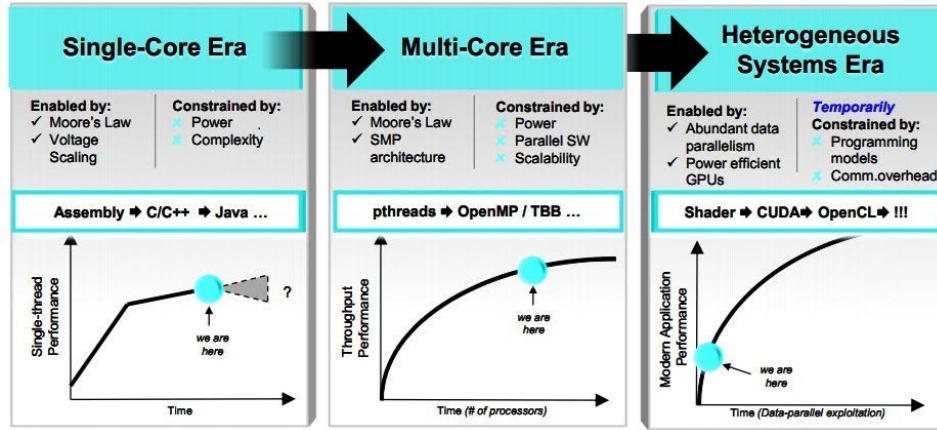 Single-Core Era
Enabled by:
✓ Moore's Law
✓ Voltage
Scaling
Constrained by:
× Power
× Complexity
Assembly ➡ C/C++ ➡ Java ...
Single-thread
Performance
?
we are
here
Time
Multi-Core Era
Enabled by:
✓ Moore's Law
✓ SMP
architecture
Constrained by:
× Power
× Parallel SW
× Scalability
pthreads ➡ OpenMP / TBB ...
Throughput
Performance
we are
here
Time (# of processors)
Heterogeneous
Systems Era
Enabled by:
✓ Abundant data
parallelism
✓ Power efficient
GPUs
Temporarily
Constrained by:
× Programming
models
× Comm.overhead
Shader ➡ CUDA➡ OpenCL➡ !!!
Modern Application
Performance
we are
here
Time (Data-parallel exploitation)